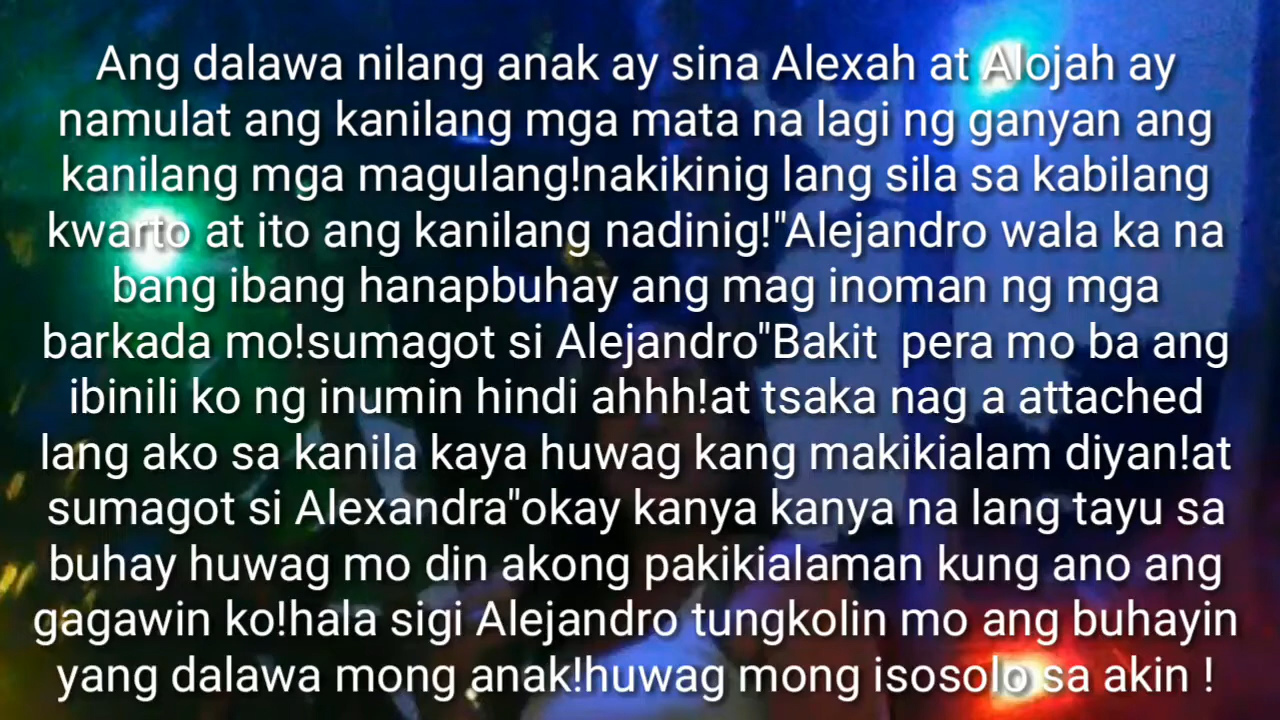 Ang dalawa nilang anak ay sina Alexah at Alojah ay
namulat ang kanilang mga mata na lagi ng ganyan ang
kanilang mga magulang!nakikinig lang sila sa kabilang
kwarto at ito ang kanilang nadinig!"Alejandro wala ka na
bang ibang hanapbuhay ang mag inoman ng mga
barkada mo!sumagot si Alejandro"Bakit  pera mo ba ang
ibinili ko ng inumin hindi ahhh!at tsaka nag a attached
lang ako sa kanila kaya huwag kang makikialam diyan!at
sumagot si Alexandra"okay kanya kanya na lang tayu sa
buhay huwag mo din akong pakikialaman kung ano ang
gagawin ko!hala sigi Alejandro tungkolin mo ang buhayin
yang dalawa mong anak!huwag mong isosolo sa akin !